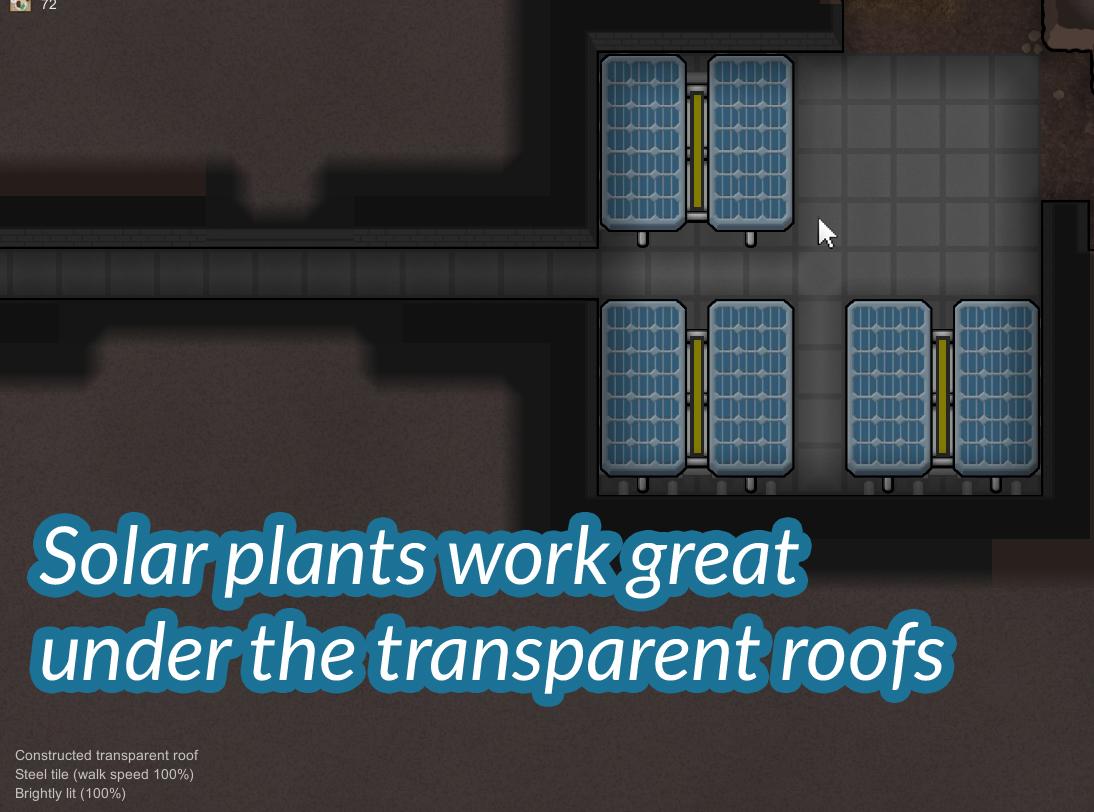 72
Solar plants work great
under the transparent roofs
Constructed transparent roof
Steel tile (walk speed 100%)
Brightly lit (100%)